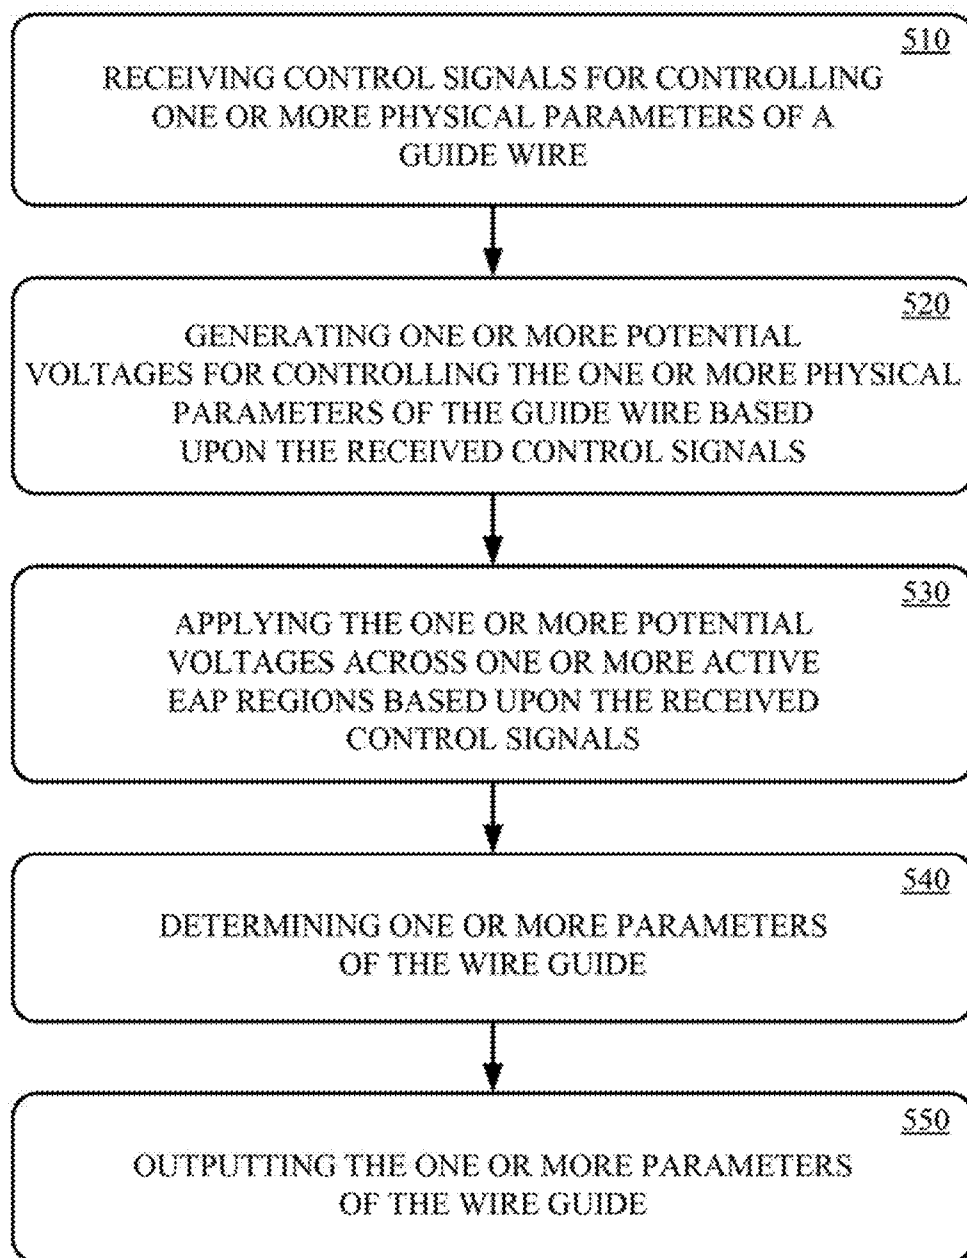 510
RECEIVING CONTROL SIGNALS FOR CONTROLLING
ONE OR MORE PHYSICAL PARAMETERS OF A
GUIDE WIRE
520
GENERATING ONE OR MORE POTENTIAL
VOLTAGES FOR CONTROLLING THE ONE OR MORE PHYSICAL
PARAMETERS OF THE GUIDE WIRE BASED
UPON THE RECEIVED CONTROL SIGNALS
530
APPLYING THE ONE OR MORE POTENTIAL
VOLTAGES ACROSS ONE OR MORE ACTIVE
EAP REGIONS BASED UPON THE RECEIVED
CONTROL SIGNALS
540
DETERMINING ONE OR MORE PARAMETERS
OF THE WIRE GUIDE
550
OUTPUTTING THE ONE OR MORE PARAMETERS
OF THE WIRE GUIDE